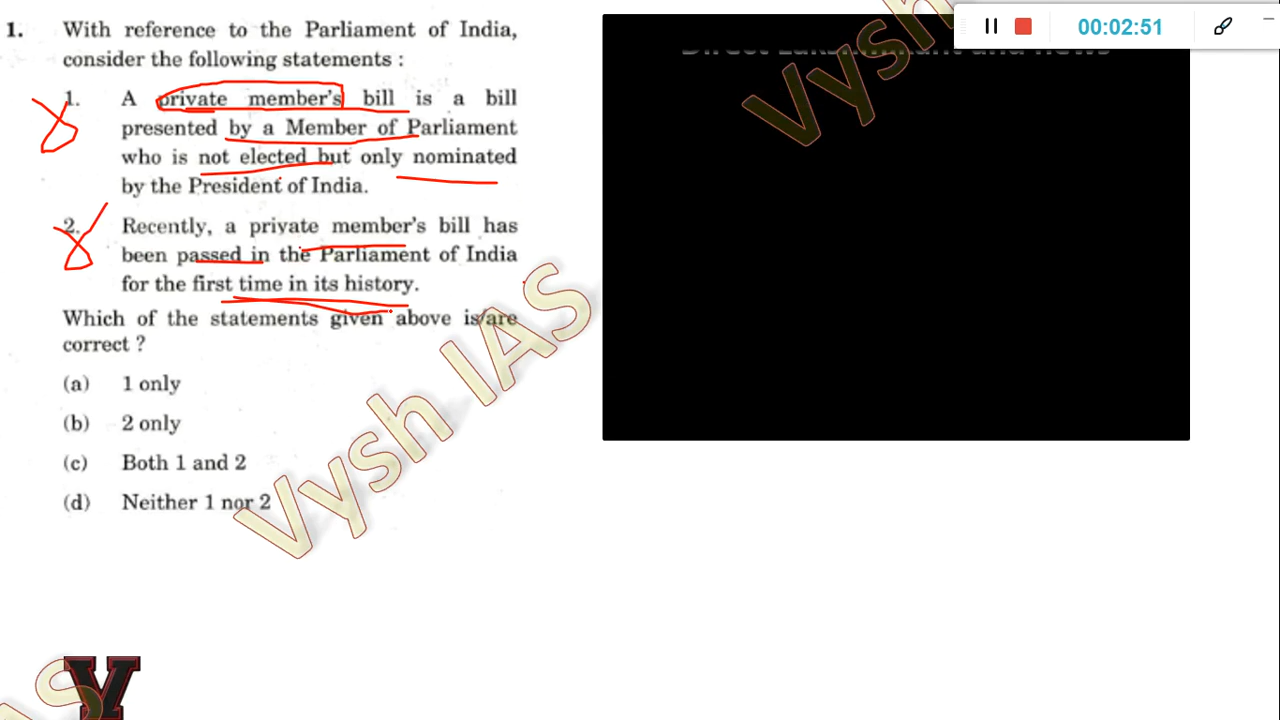 1. With reference to the Parliament of India,
consider the following statements :
1. A private member's bill is a bill
presented by a Member of Parliament
who is not elected but only nominated
by the President of India.
2. Recently, a private member's bill has
been passed in the Parliament of India
for the first time in its history.
Which of the statements given above is/are
correct ?
(a) 1 only
(b) 2 only
(c) Both 1 and 2
(d) Neither 1 nor 2
00:02:51
Vysh
Vysh IAS